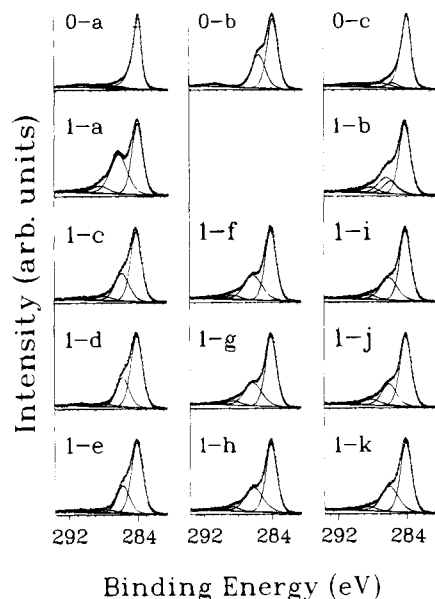 0-a 0-b 0-c
1-a 1-b
1-c 1-f 1-i
1-d 1-g 1-j
1-e 1-h 1-k
292 284 292 284 292 284
Intensity (arb. units)
Binding Energy (eV)